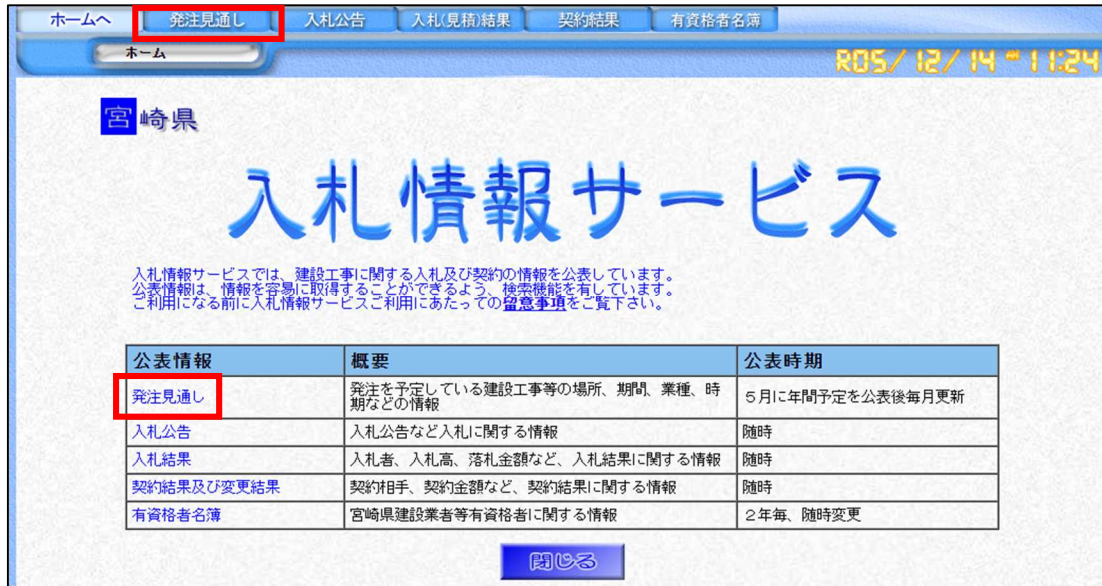 ホームへ 発注見通し 入札公告 入札(見積)結果 契約結果 有資格者名簿
ホーム
R05/12/14 AM 11:24
宮崎県
入札情報サービス
入札情報サービスでは、建設工事に関する入札及び契約の情報を公表しています。
公表情報は、情報を容易に取得することができるよう、検索機能を有しています。
ご利用になる前に入札情報サービスご利用にあたっての留意事項をご覧下さい。
公表情報 概要 公表時期
発注見通し 発注を予定している建設工事等の場所、期間、業種、時期などの情報 5月に年間予定を公表後毎月更新
入札公告 入札公告など入札に関する情報 随時
入札結果 入札者、入札高、落札金額など、入札結果に関する情報 随時
契約結果及び変更結果 契約相手、契約金額など、契約結果に関する情報 随時
有資格者名簿 宮崎県建設業者等有資格者に関する情報 2年毎、随時変更
閉じる